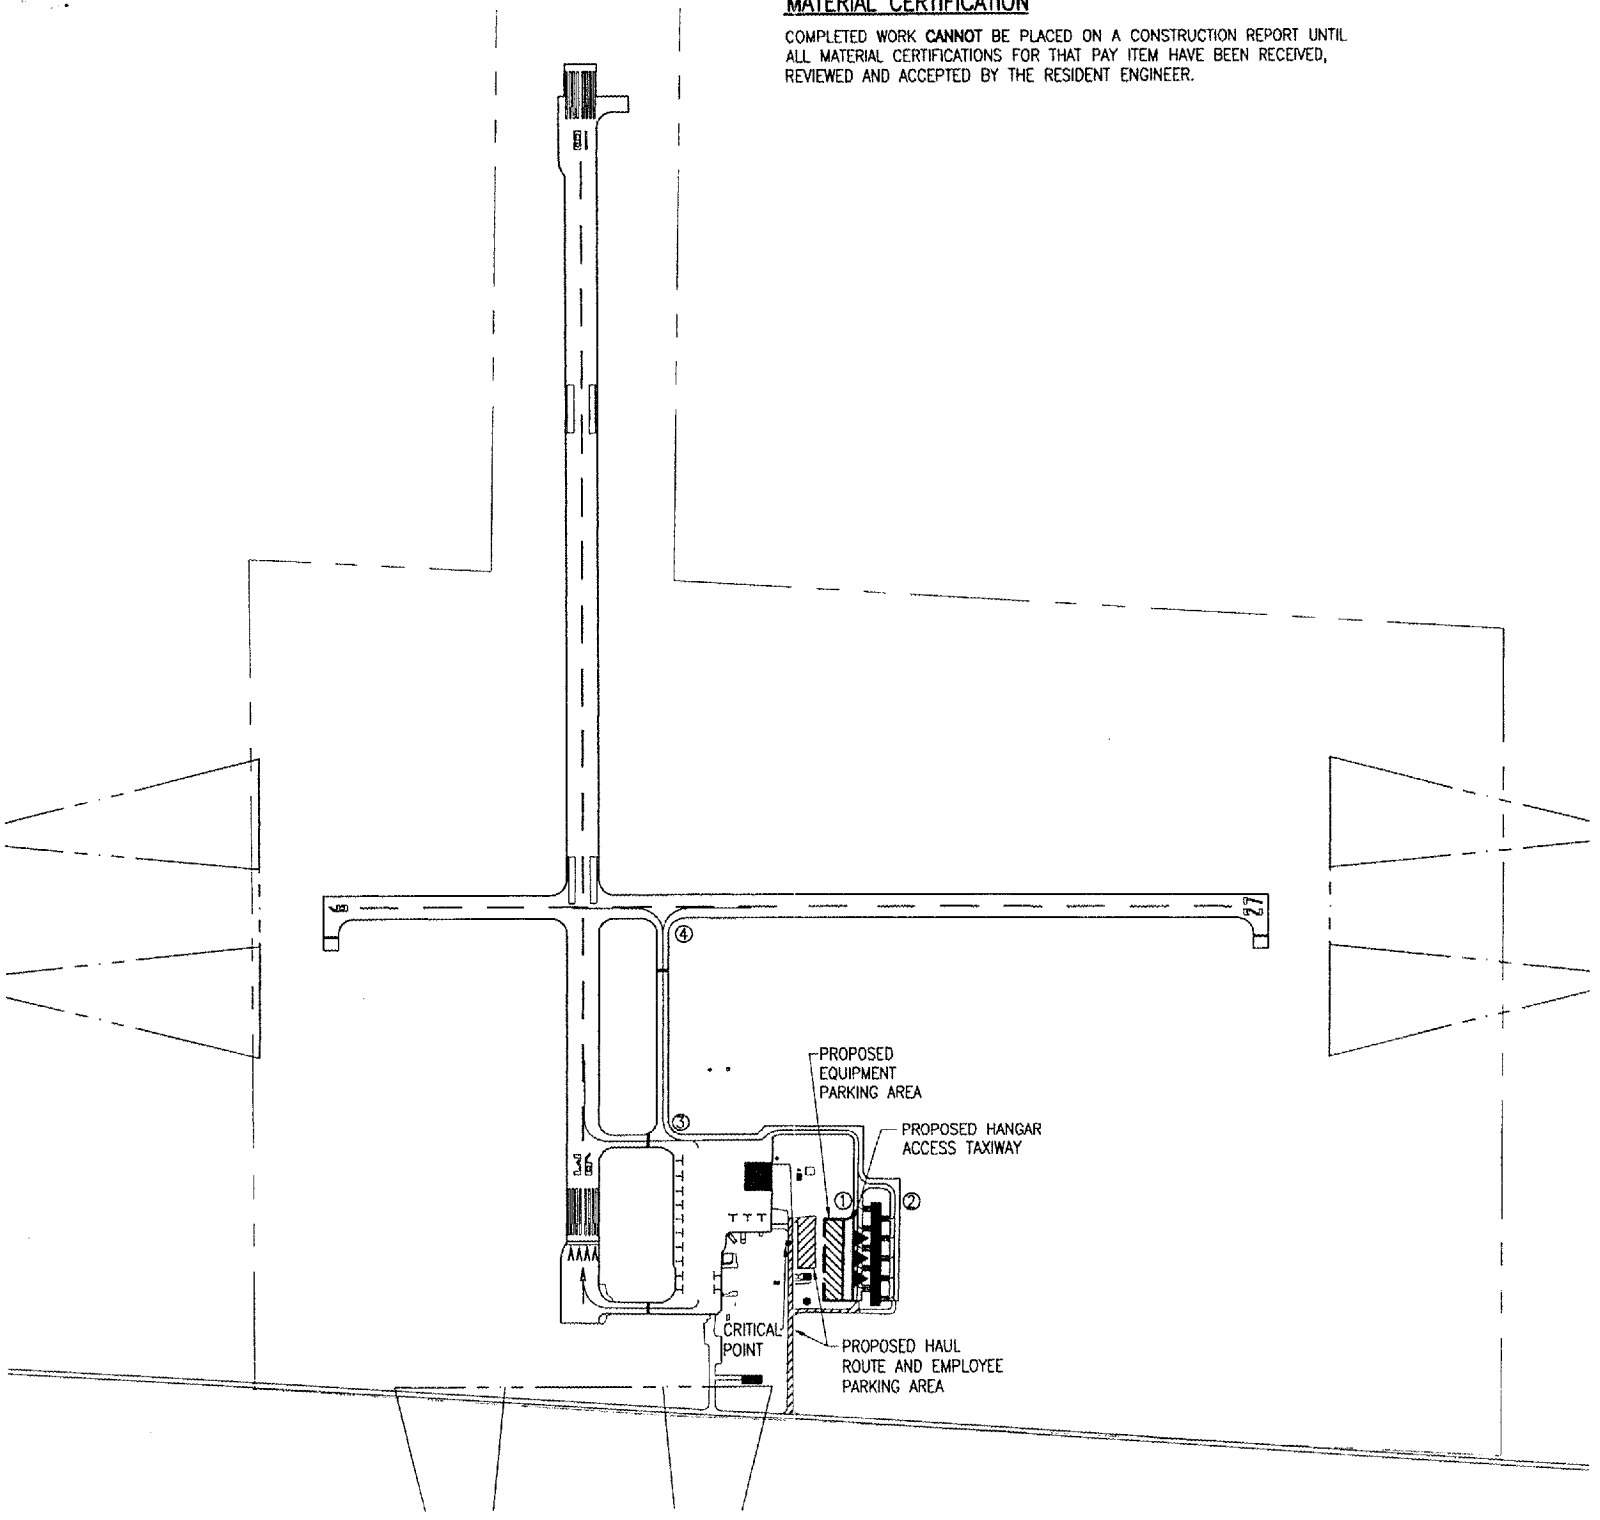 MATERIAL CERTIFICATION
COMPLETED WORK CANNOT BE PLACED ON A CONSTRUCTION REPORT UNTIL
ALL MATERIAL CERTIFICATIONS FOR THAT PAY ITEM HAVE BEEN RECEIVED,
REVIEWED AND ACCEPTED BY THE RESIDENT ENGINEER.
18
9
27
4
PROPOSED
EQUIPMENT
PARKING AREA
3
PROPOSED HANGAR
ACCESS TAXIWAY
36
1
2
CRITICAL
POINT
PROPOSED HAUL
ROUTE AND EMPLOYEE
PARKING AREA